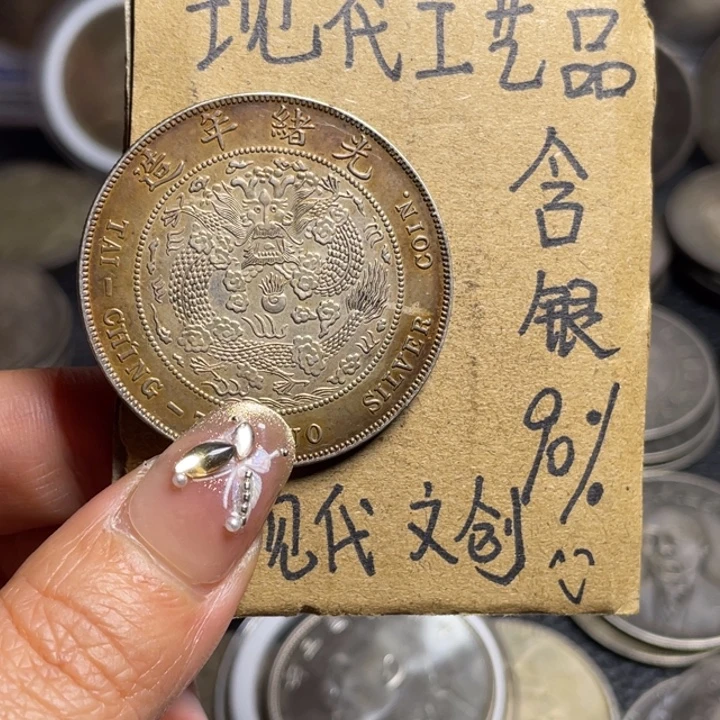 现代工艺品
含
银
90%
现代文创
造年緒光
TAI-CHING-
TO
SILVER
COIN.